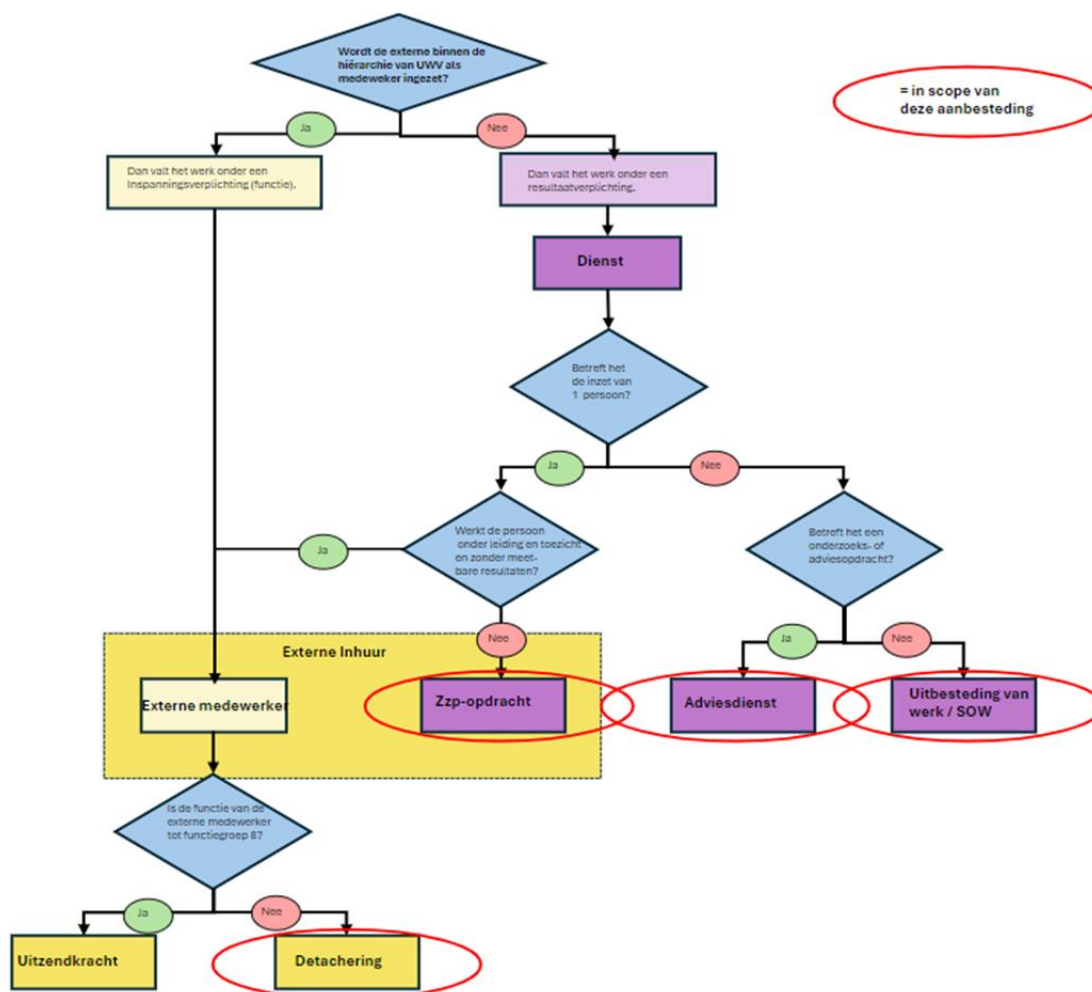 Wordt de externe binnen de
hiërarchie van UWV als
medeweker ingezet?
= in scope van
deze aanbesteding
Ja
Nee
Dan valt het werk onder een
Inspanningsverplichting (functie).
Dan valt het werk onder een
resultaatverplichting.
Dienst
Betreft het
de inzet van
1 persoon?
Ja
Nee
Werkt de persoon
onder leiding en toezicht
en zonder meet-
bare resultaten?
Betreft het een
onderzoeks- of
adviesopdracht?
Ja
Nee
Ja
Nee
Externe Inhuur
Externe medewerker
Zzp-opdracht
Adviesdienst
Uitbesteding van
werk / SOW
Is de functie van de
externe medewerker
tot functiegroep 8?
Ja
Nee
Uitzendkracht
Detachering